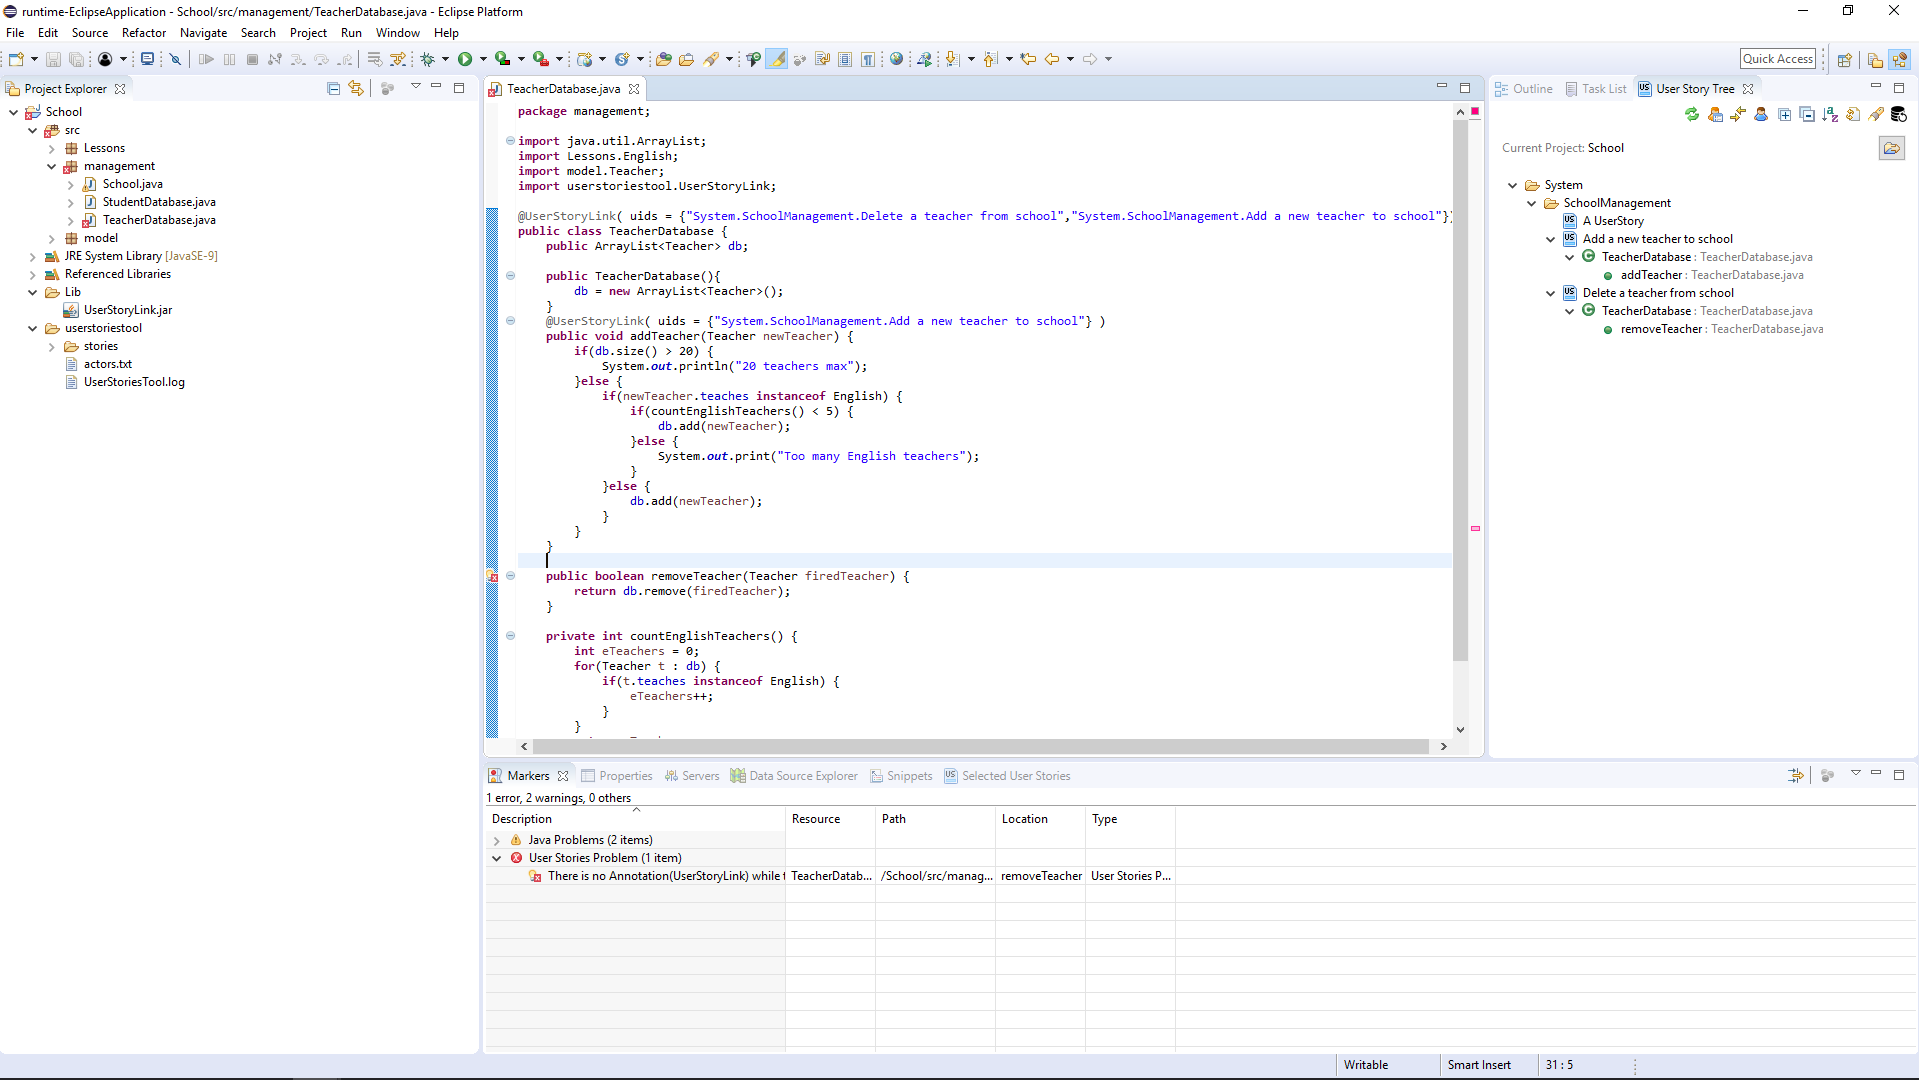 runtime-EclipseApplication - School/src/management/TeacherDatabase.java - Eclipse Platform
File Edit Source Refactor Navigate Search Project Run Window Help
Quick Access
Project Explorer
School
src
Lessons
management
School.java
StudentDatabase.java
TeacherDatabase.java
model
JRE System Library [JavaSE-9]
Referenced Libraries
Lib
UserStoryLink.jar
userstoriestool
stories
actors.txt
UserStoriesTool.log
TeacherDatabase.java
package management;
import java.util.ArrayList;
import Lessons.English;
import model.Teacher;
import userstoriestool.UserStoryLink;
@UserStoryLink( uids = {"System.SchoolManagement.Delete a teacher from school","System.SchoolManagement.Add a new teacher to school"})
public class TeacherDatabase {
public ArrayList<Teacher> db;
public TeacherDatabase(){
db = new ArrayList<Teacher>();
}
@UserStoryLink( uids = {"System.SchoolManagement.Add a new teacher to school"} )
public void addTeacher(Teacher newTeacher) {
if(db.size() > 20) {
System.out.println("20 teachers max");
}else {
if(newTeacher.teaches instanceof English) {
if(countEnglishTeachers() < 5) {
db.add(newTeacher);
}else {
System.out.print("Too many English teachers");
}
}else {
db.add(newTeacher);
}
}
}
public boolean removeTeacher(Teacher firedTeacher) {
return db.remove(firedTeacher);
}
private int countEnglishTeachers() {
int eTeachers = 0;
for(Teacher t : db) {
if(t.teaches instanceof English) {
eTeachers++;
}
}
Outline Task List User Story Tree
Current Project: School
System
SchoolManagement
A UserStory
Add a new teacher to school
TeacherDatabase : TeacherDatabase.java
addTeacher : TeacherDatabase.java
Delete a teacher from school
TeacherDatabase : TeacherDatabase.java
removeTeacher : TeacherDatabase.java
Markers Properties Servers Data Source Explorer Snippets Selected User Stories
1 error, 2 warnings, 0 others
Description Resource Path Location Type
Java Problems (2 items)
User Stories Problem (1 item)
There is no Annotation(UserStoryLink) while t TeacherDatab... /School/src/manag... removeTeacher User Stories P...
Writable Smart Insert 31 : 5